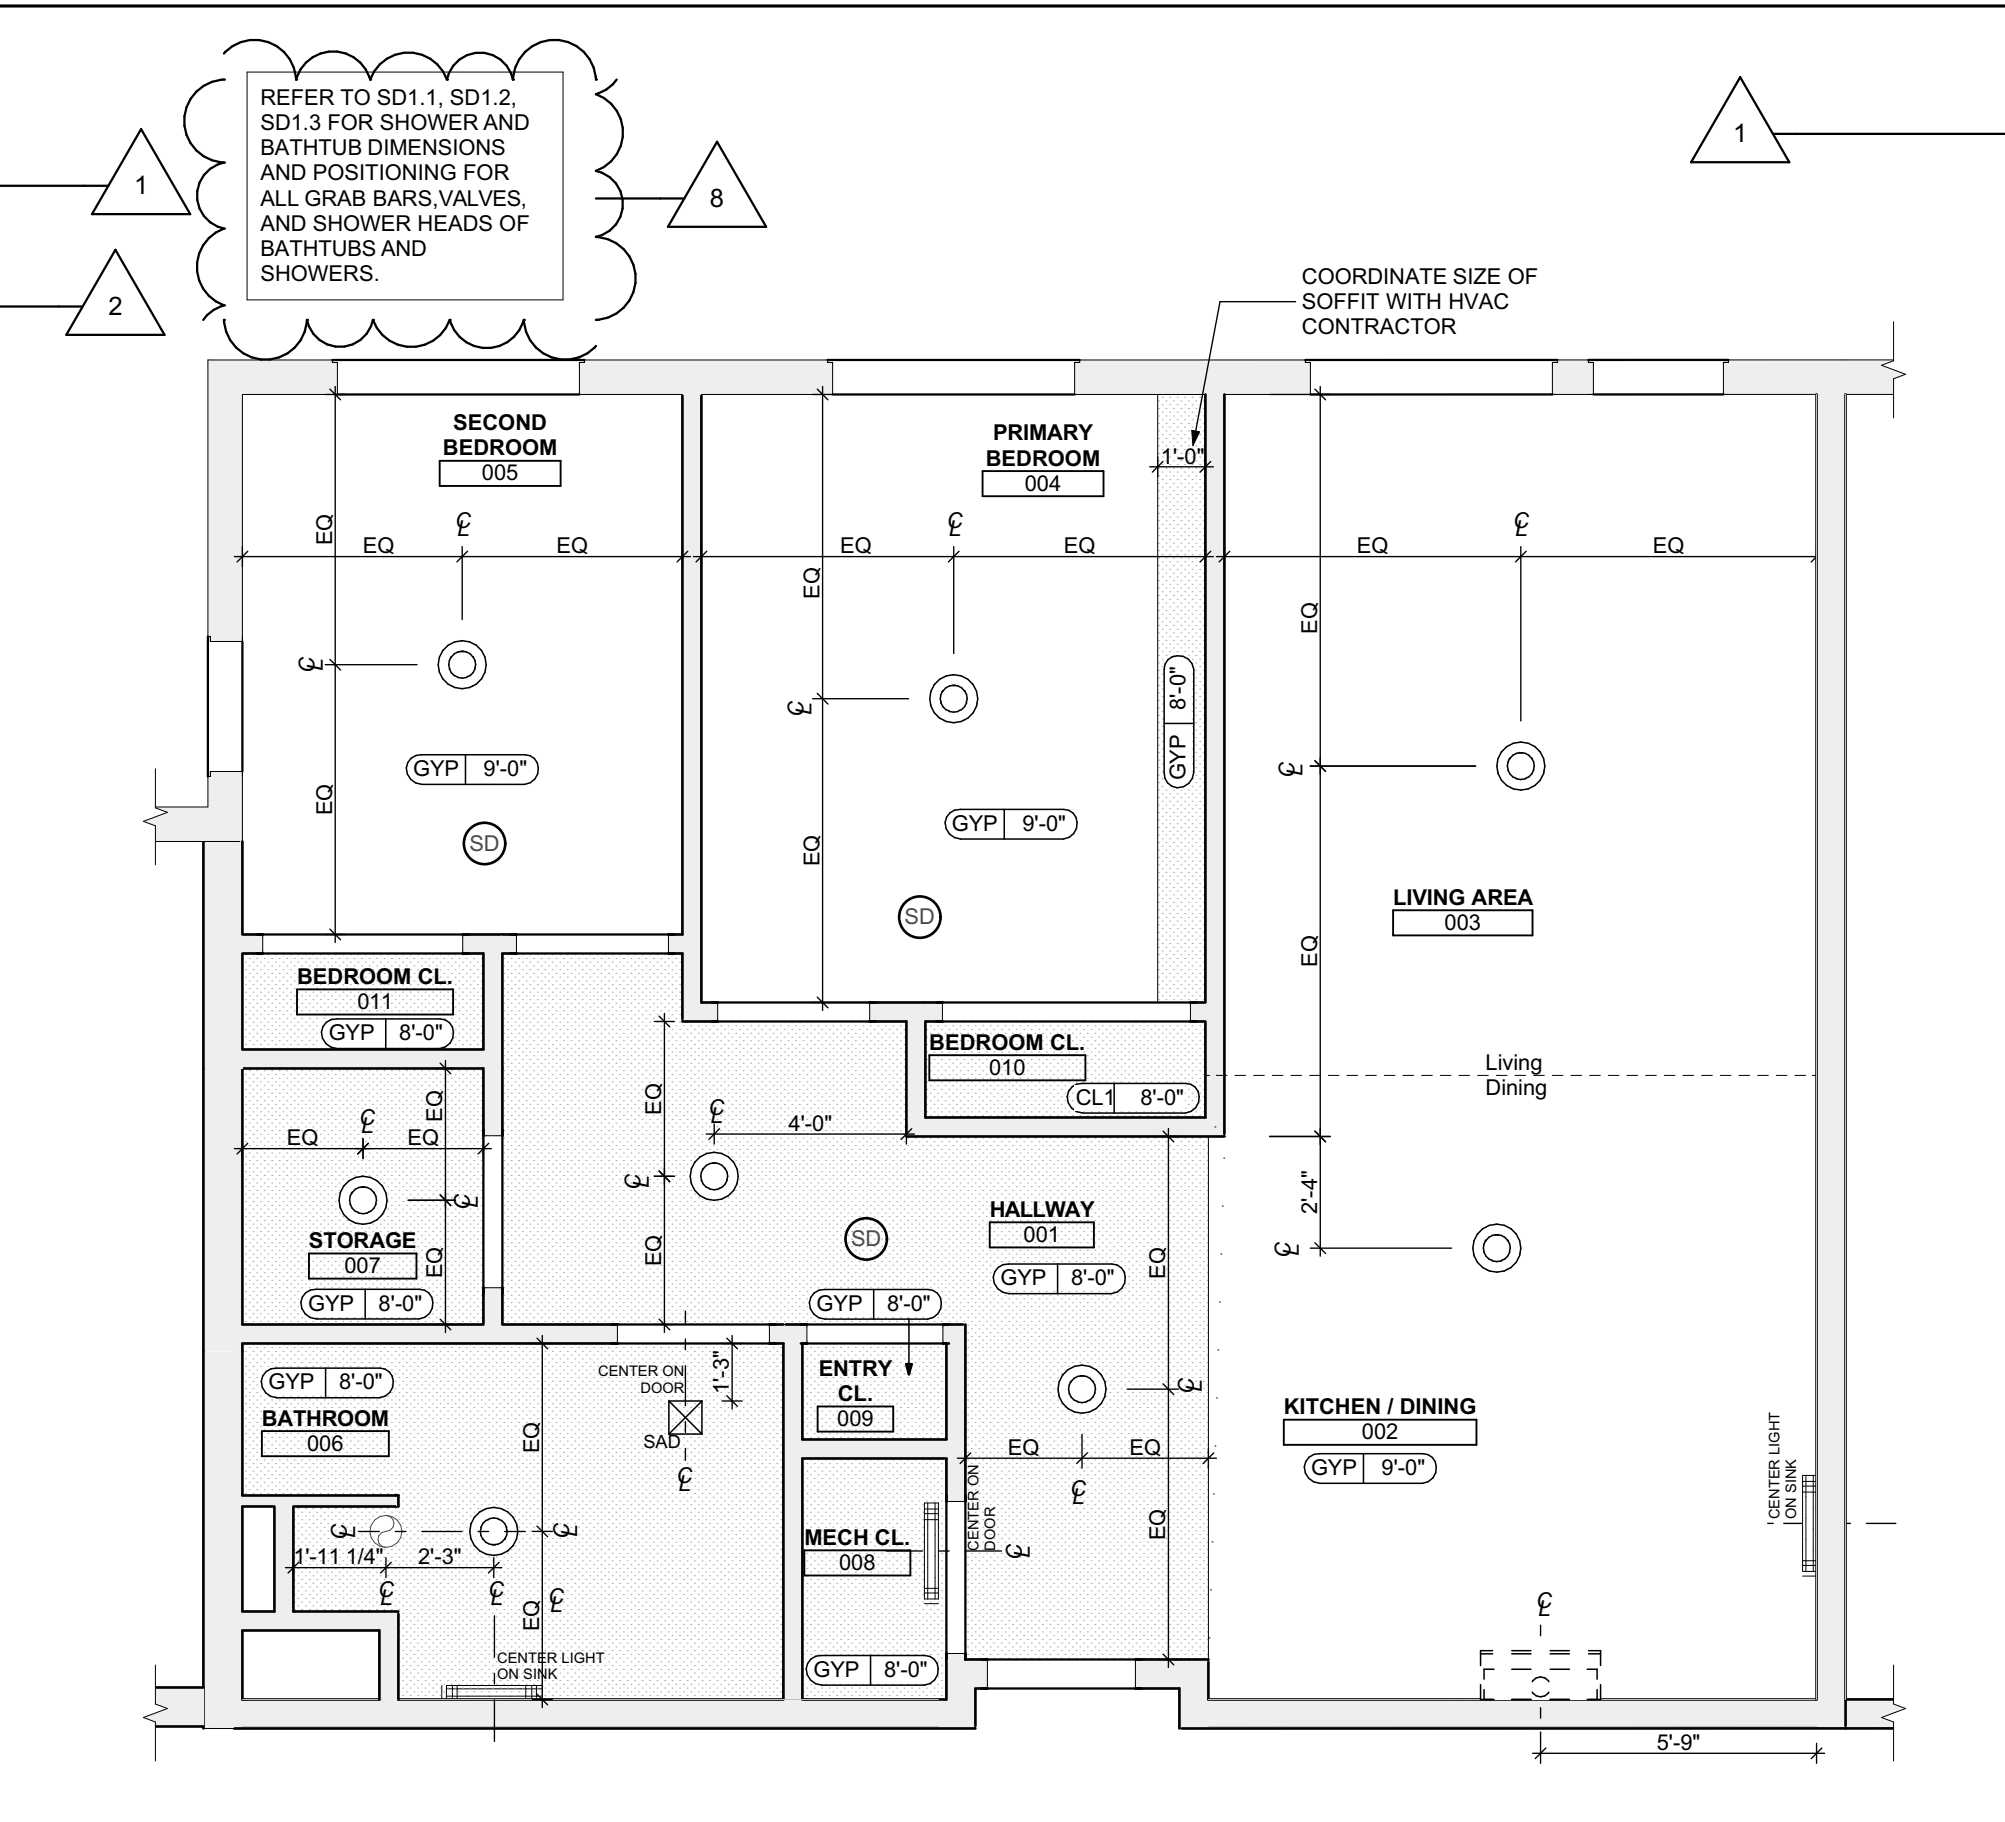 REFER TO SD1.1, SD1.2,
SD1.3 FOR SHOWER AND
BATHTUB DIMENSIONS
AND POSITIONING FOR
ALL GRAB BARS,VALVES,
AND SHOWER HEADS OF
BATHTUBS AND
SHOWERS.
1
2
8
1
COORDINATE SIZE OF
SOFFIT WITH HVAC
CONTRACTOR
SECOND
BEDROOM
005
EQ
EQ
EQ
EQ
℄
℄
GYP 9'-0"
SD
PRIMARY
BEDROOM
004
1'-0"
EQ
EQ
EQ
EQ
℄
℄
GYP 8'-0"
GYP 9'-0"
SD
EQ
EQ
EQ
EQ
℄
℄
LIVING AREA
003
Living
Dining
BEDROOM CL.
011
GYP 8'-0"
BEDROOM CL.
010
CL1 8'-0"
EQ
EQ
EQ
EQ
℄
℄
STORAGE
007
GYP 8'-0"
EQ
EQ
℄
℄
4'-0"
SD
HALLWAY
001
GYP 8'-0"
GYP 8'-0"
2'-4"
℄
EQ
EQ
EQ
EQ
℄
℄
GYP 8'-0"
BATHROOM
006
CENTER ON
DOOR
1'-3"
SAD
℄
EQ
EQ
ENTRY
CL.
009
KITCHEN / DINING
002
GYP 9'-0"
CENTER LIGHT
ON SINK
CENTER ON
DOOR
℄
MECH CL.
008
GYP 8'-0"
℄
℄
1'-11 1/4"
2'-3"
℄
℄
℄
CENTER LIGHT
ON SINK
℄
5'-9"